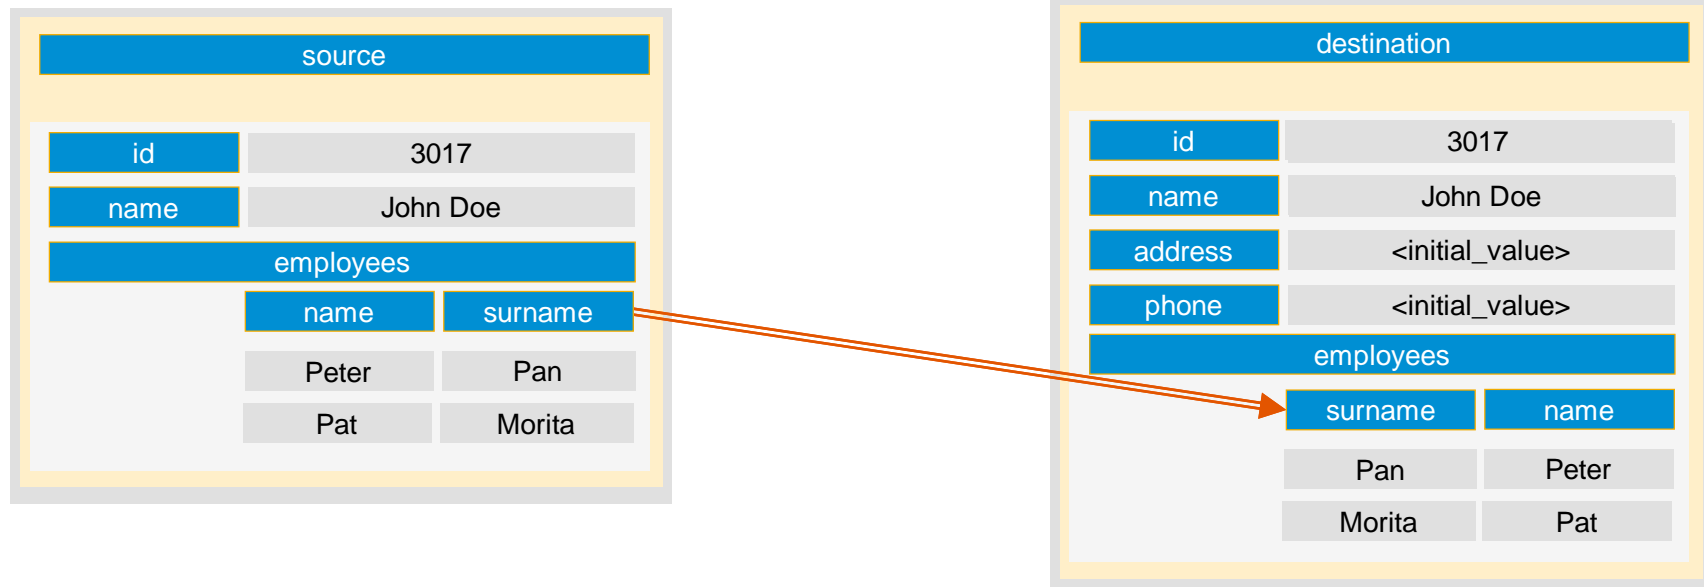 source
id 3017
name John Doe
employees
name surname
Peter Pan
Pat Morita
destination
id 3017
name John Doe
address <initial_value>
phone <initial_value>
employees
surname name
Pan Peter
Morita Pat